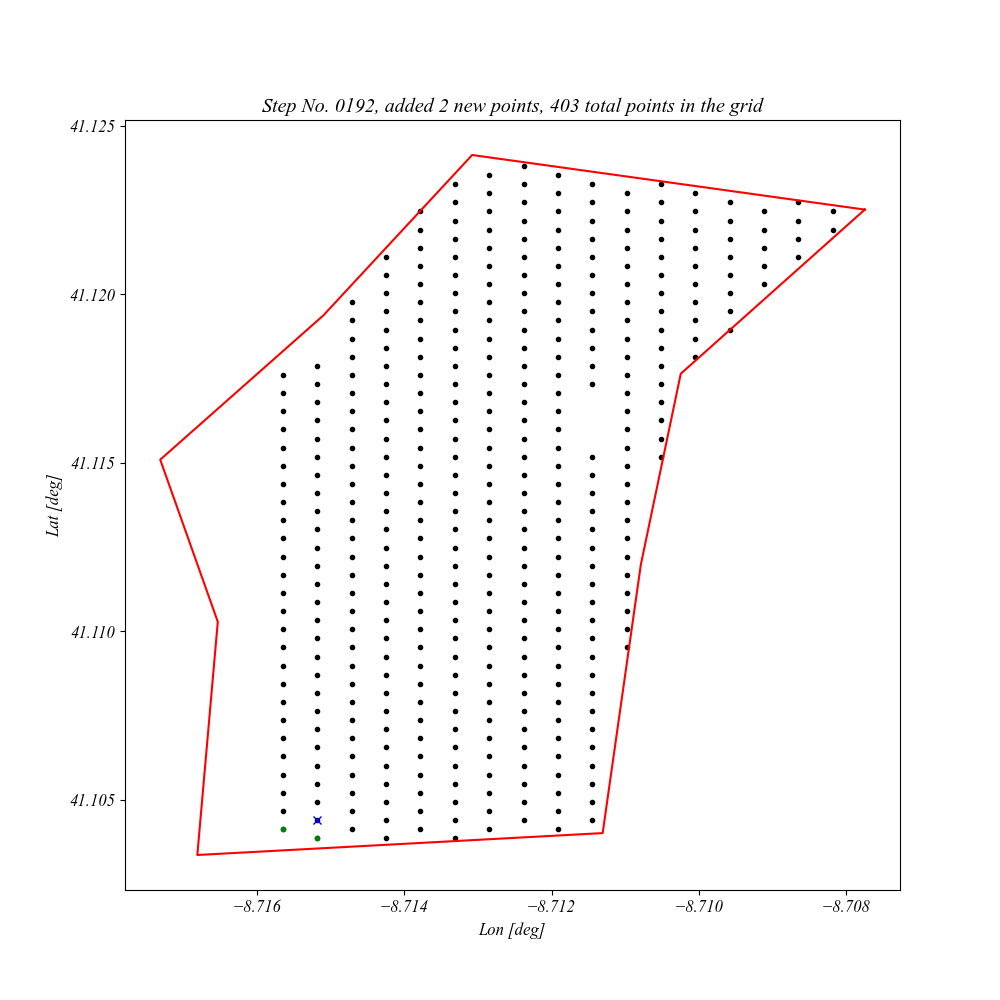 Step No. 0192, added 2 new points, 403 total points in the grid
41.125
41.120
41.115
41.110
41.105
Lat [deg]
−8.716 −8.714 −8.712 −8.710 −8.708
Lon [deg]